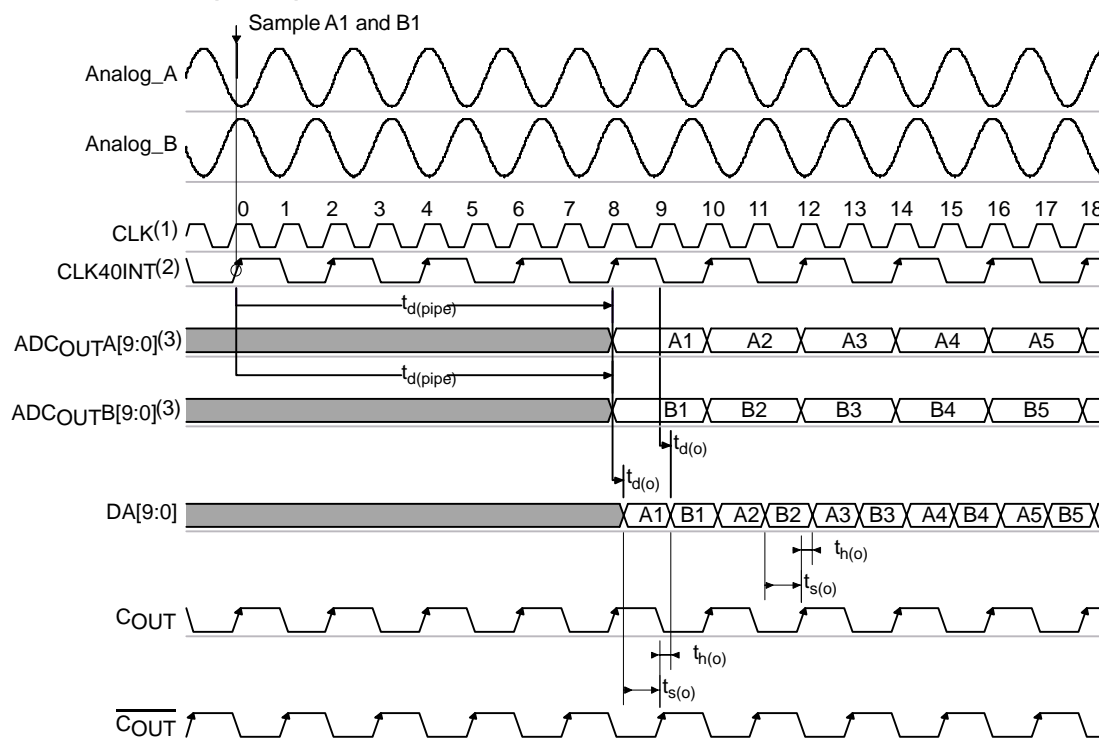 Sample A1 and B1
Analog_A
Analog_B
0 1 2 3 4 5 6 7 8 9 10 11 12 13 14 15 16 17 18
CLK(1)
CLK40INT(2)
td(pipe)
ADCOUTA[9:0](3) A1 A2 A3 A4 A5
td(pipe)
ADCOUTB[9:0](3) B1 B2 B3 B4 B5
td(o)
td(o)
DA[9:0] A1 B1 A2 B2 A3 B3 A4 B4 A5 B5
th(o)
ts(o)
COUT
th(o)
ts(o)
COUT